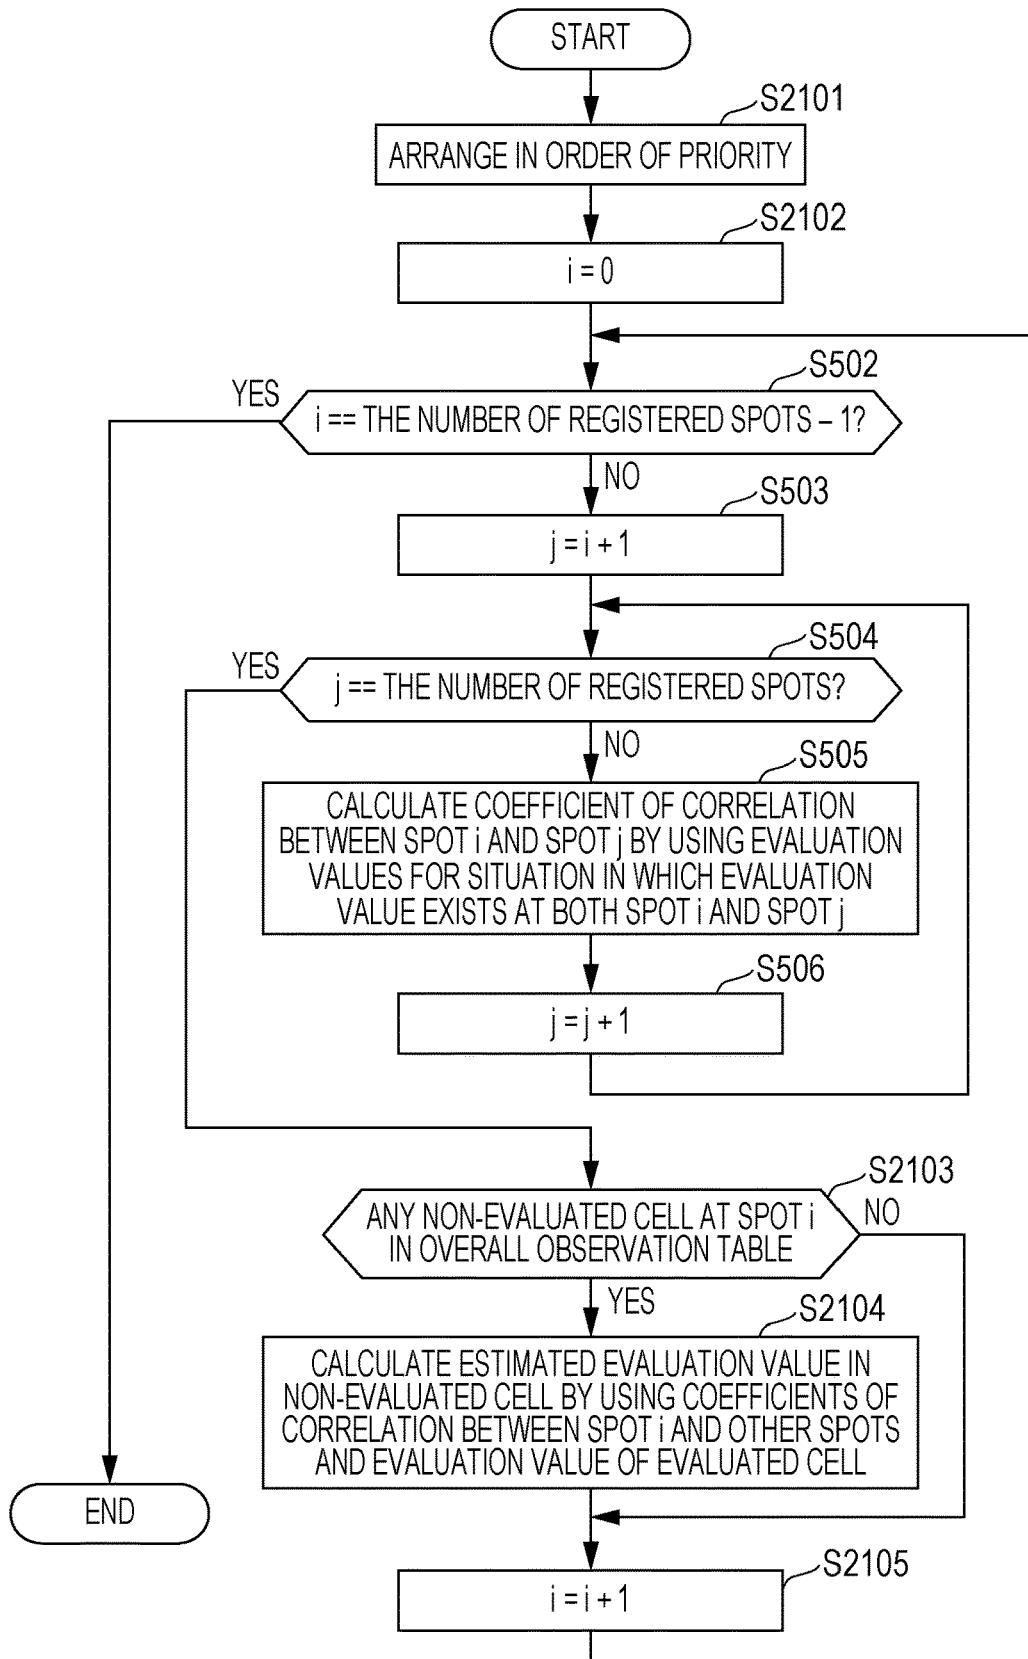 START
S2101
ARRANGE IN ORDER OF PRIORITY
S2102
i = 0
S502
YES
i == THE NUMBER OF REGISTERED SPOTS – 1?
NO
S503
j = i + 1
S504
YES
j == THE NUMBER OF REGISTERED SPOTS?
NO
S505
CALCULATE COEFFICIENT OF CORRELATION
BETWEEN SPOT i AND SPOT j BY USING EVALUATION
VALUES FOR SITUATION IN WHICH EVALUATION
VALUE EXISTS AT BOTH SPOT i AND SPOT j
S506
j = j + 1
S2103
ANY NON-EVALUATED CELL AT SPOT i
IN OVERALL OBSERVATION TABLE
NO
YES
S2104
CALCULATE ESTIMATED EVALUATION VALUE IN
NON-EVALUATED CELL BY USING COEFFICIENTS OF
CORRELATION BETWEEN SPOT i AND OTHER SPOTS
AND EVALUATION VALUE OF EVALUATED CELL
END
S2105
i = i + 1